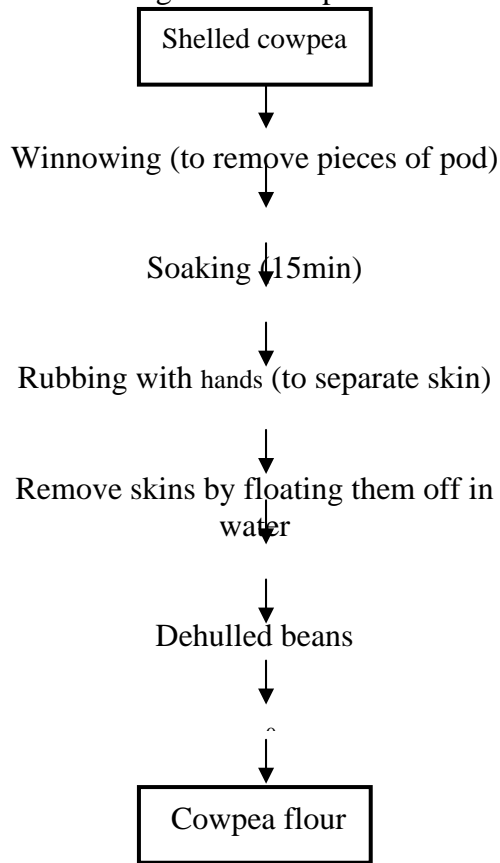 Shelled cowpea
Winnowing (to remove pieces of pod)
Soaking (15min)
Rubbing with hands (to separate skin)
Remove skins by floating them off in
water
Dehulled beans
Cowpea flour